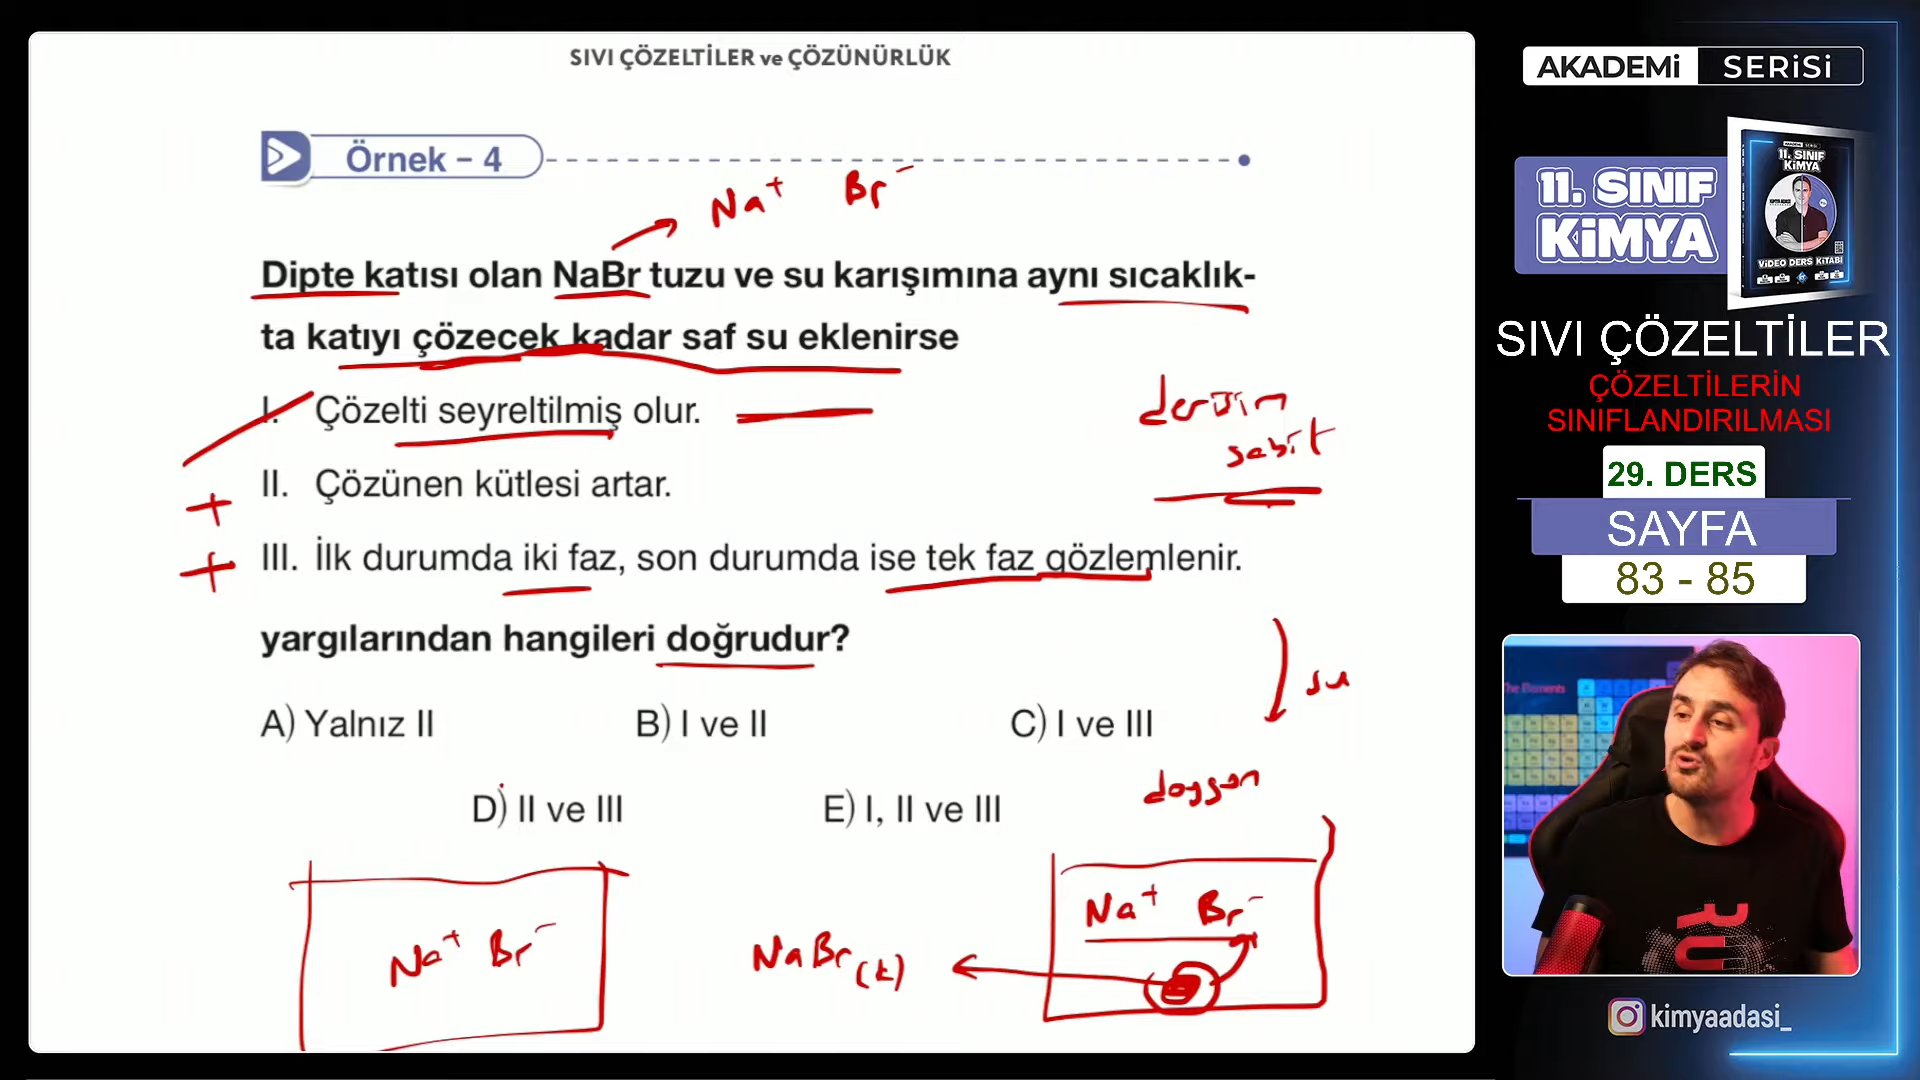 SIVI ÇÖZELTİLER ve ÇÖZÜNÜRLÜK
Örnek – 4
Na⁺ Br⁻
Dipte katısı olan NaBr tuzu ve su karışımına aynı sıcaklık-
ta katıyı çözecek kadar saf su eklenirse
I. Çözelti seyreltilmiş olur.
derişim
sabit
II. Çözünen kütlesi artar.
III. İlk durumda iki faz, son durumda ise tek faz gözlemlenir.
yargılarından hangileri doğrudur?
su
A) Yalnız II B) I ve II C) I ve III
doygun
D) II ve III E) I, II ve III
Na⁺ Br⁻
NaBr(k)
Na⁺ Br⁻
AKADEMİ SERİSİ
11. SINIF
KİMYA
11. SINIF
KİMYA
VİDEO DERS KİTABI
SIVI ÇÖZELTİLER
ÇÖZELTİLERİN
SINIFLANDIRILMASI
29. DERS
SAYFA
83 - 85
The Elements
kimyaadasi_